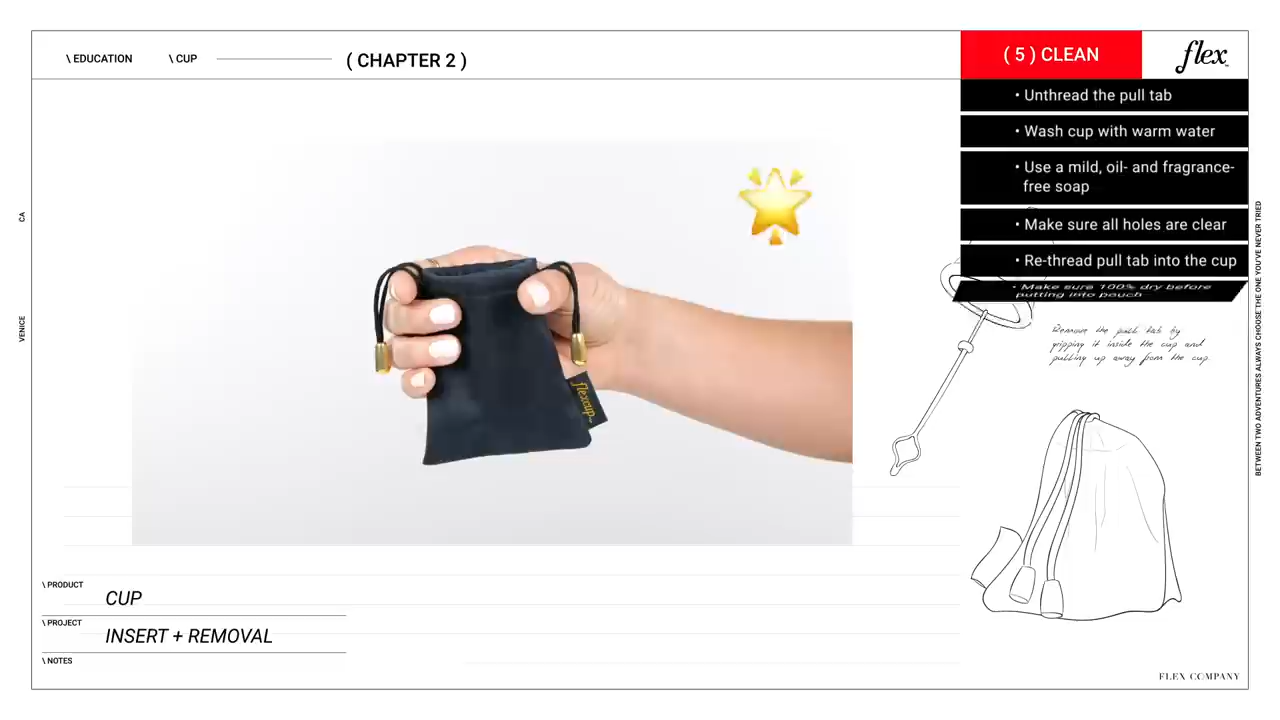 \ EDUCATION
\ CUP
( CHAPTER 2 )
( 5 ) CLEAN
flex
• Unthread the pull tab
• Wash cup with warm water
• Use a mild, oil- and fragrance-
free soap
• Make sure all holes are clear
• Re-thread pull tab into the cup
• Make sure 100% dry before
putting into pouch
Remove the pull tab by
gripping it inside the cup and
pulling up away from the cup.
flexcup
CA
VENICE
BETWEEN TWO ADVENTURES ALWAYS CHOOSE THE ONE YOU'VE NEVER TRIED
\ PRODUCT
CUP
\ PROJECT
INSERT + REMOVAL
\ NOTES
FLEX COMPANY